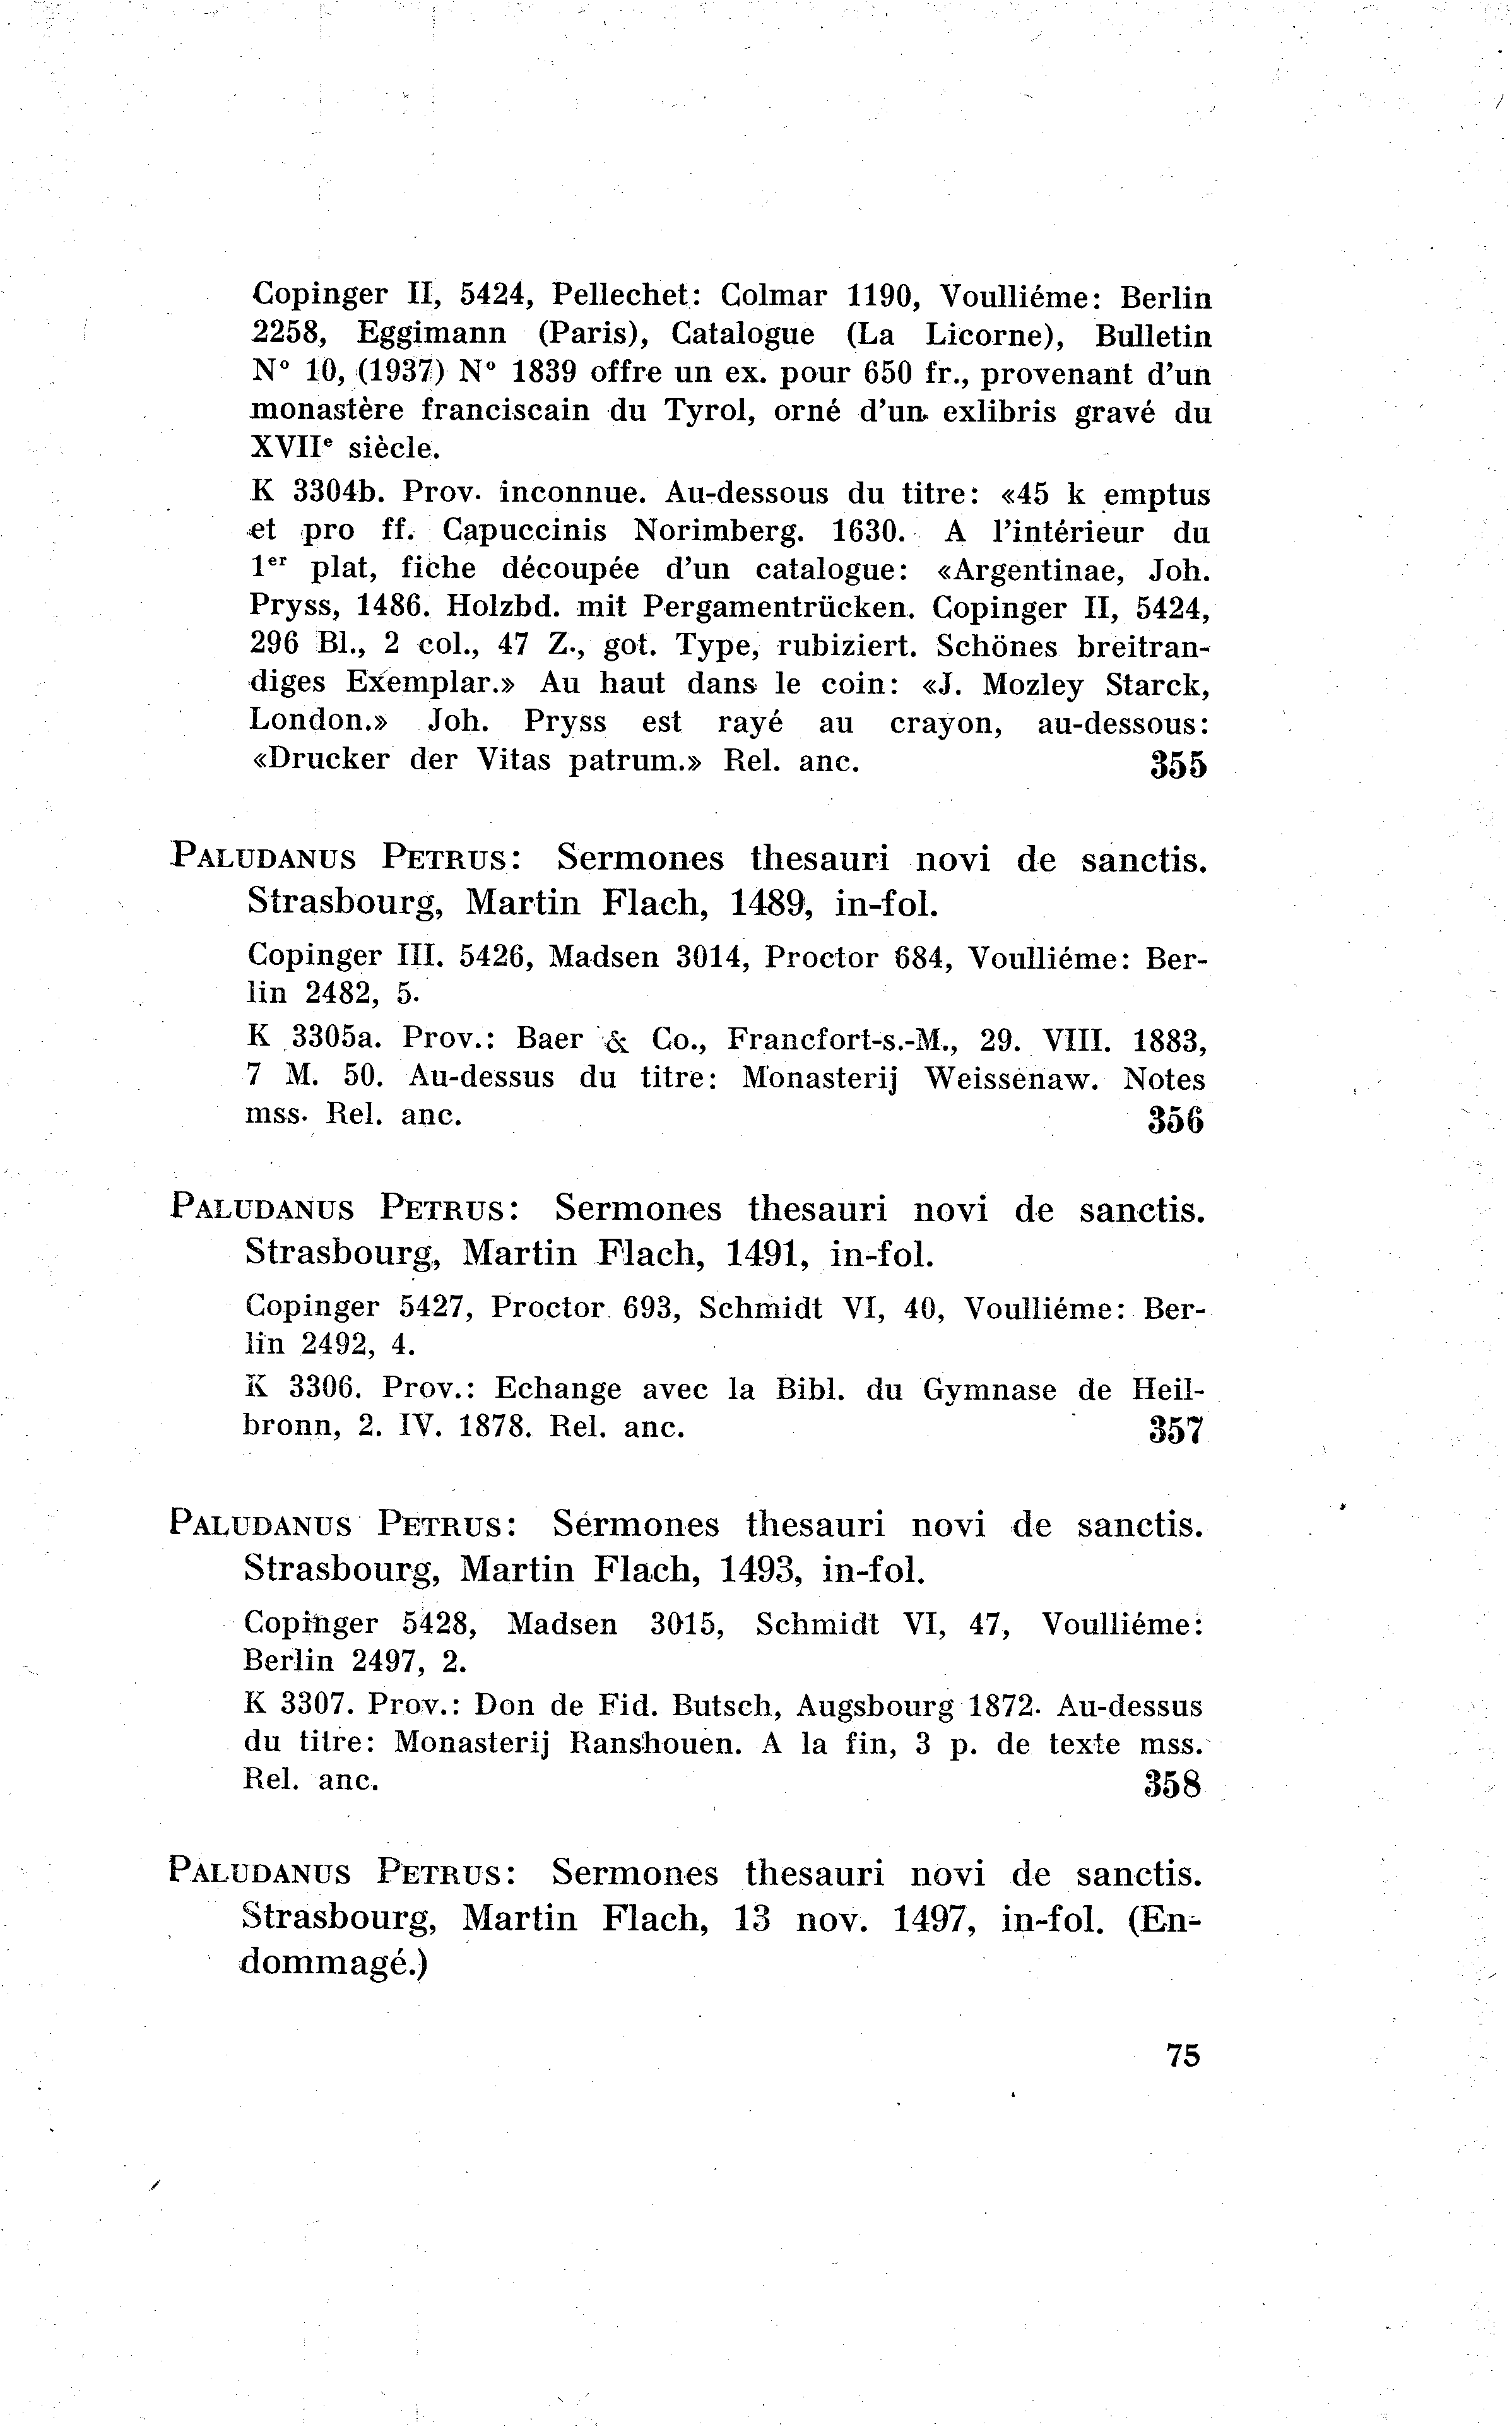 Copinger II, 5424, Pellechet: Colmar 1190, Voulliéme: Berlin
2258, Eggimann (Paris), Catalogue (La Licorne), Bulletin
N° 10, (1937) N° 1839 offre un ex. pour 650 fr., provenant d'un
monastère franciscain du Tyrol, orné d'un exlibris gravé du
XVIIᵉ siècle.
K 3304b. Prov. inconnue. Au-dessous du titre: «45 k emptus
et pro ff. Capuccinis Norimberg. 1630. A l'intérieur du
1ᵉʳ plat, fiche découpée d'un catalogue: «Argentinae, Joh.
Pryss, 1486. Holzbd. mit Pergamentrücken. Copinger II, 5424,
296 Bl., 2 col., 47 Z., got. Type, rubiziert. Schönes breitran-
diges Exemplar.» Au haut dans le coin: «J. Mozley Starck,
London.» Joh. Pryss est rayé au crayon, au-dessous:
«Drucker der Vitas patrum.» Rel. anc. 355
PALUDANUS PETRUS: Sermones thesauri novi de sanctis.
Strasbourg, Martin Flach, 1489, in-fol.
Copinger III. 5426, Madsen 3014, Proctor 684, Voulliéme: Ber-
lin 2482, 5.
K 3305a. Prov.: Baer & Co., Francfort-s.-M., 29. VIII. 1883,
7 M. 50. Au-dessus du titre: Monasterij Weissenaw. Notes
mss. Rel. anc. 356
PALUDANUS PETRUS: Sermones thesauri novi de sanctis.
Strasbourg, Martin Flach, 1491, in-fol.
Copinger 5427, Proctor 693, Schmidt VI, 40, Voulliéme: Ber-
lin 2492, 4.
K 3306. Prov.: Echange avec la Bibl. du Gymnase de Heil-
bronn, 2. IV. 1878. Rel. anc. 357
PALUDANUS PETRUS: Sermones thesauri novi de sanctis.
Strasbourg, Martin Flach, 1493, in-fol.
Copinger 5428, Madsen 3015, Schmidt VI, 47, Voulliéme:
Berlin 2497, 2.
K 3307. Prov.: Don de Fid. Butsch, Augsbourg 1872. Au-dessus
du titre: Monasterij Ranshouen. A la fin, 3 p. de texte mss.
Rel. anc. 358
PALUDANUS PETRUS: Sermones thesauri novi de sanctis.
Strasbourg, Martin Flach, 13 nov. 1497, in-fol. (En-
dommagé.)
75